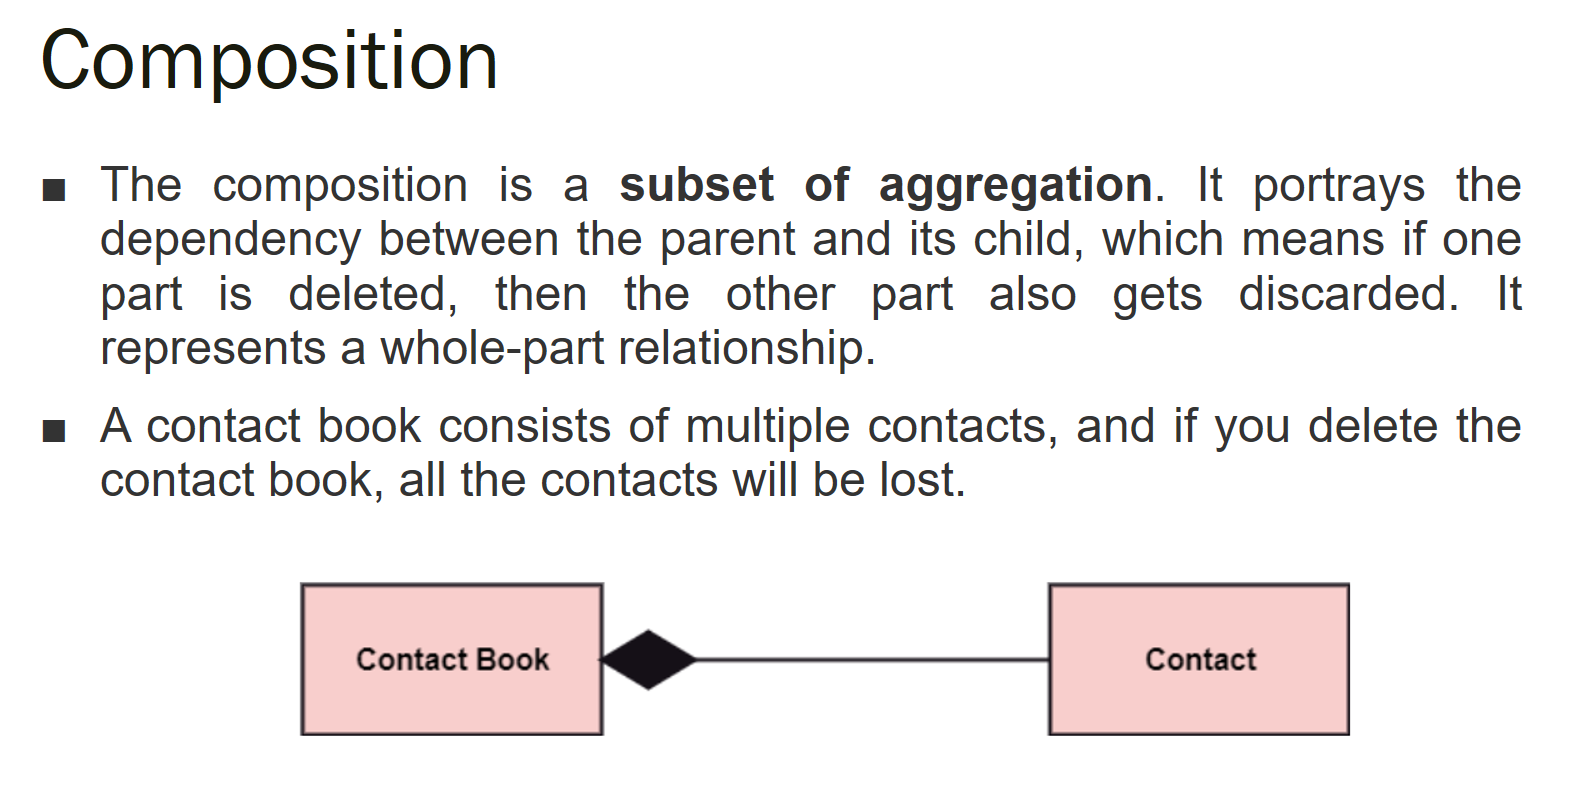 Composition
■ The composition is a subset of aggregation. It portrays the
dependency between the parent and its child, which means if one
part is deleted, then the other part also gets discarded. It
represents a whole-part relationship.
■ A contact book consists of multiple contacts, and if you delete the
contact book, all the contacts will be lost.
Contact Book
Contact